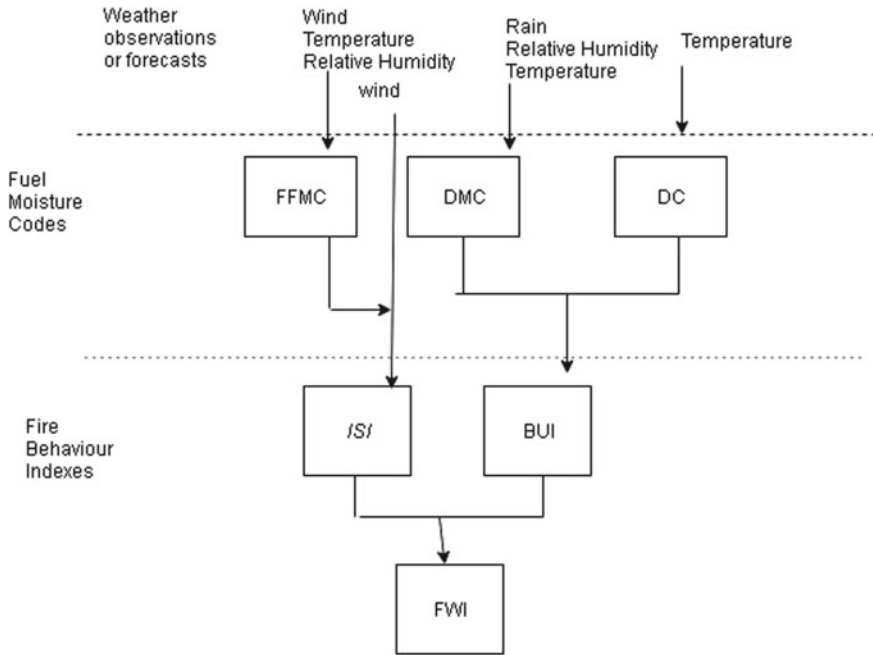 Weather
observations
or forecasts
Wind
Temperature
Relative Humidity
wind
Rain
Relative Humidity
Temperature
Temperature
Fuel
Moisture
Codes
FFMC
DMC
DC
Fire
Behaviour
Indexes
ISI
BUI
FWI